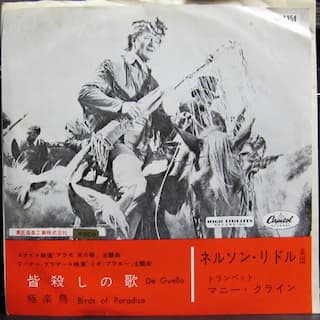 1154
東芝音楽工業株式会社
HIGH FIDELITY
Capitol
ユナイト映画"アラモ"主題曲
ワーナー・ブラザース映画"リオ・ブラボー"主題曲
皆殺しの歌 De Guello
極楽鳥 Birds of Paradise
ネルソン・リドル 楽団
トランペット
マニー・クライン